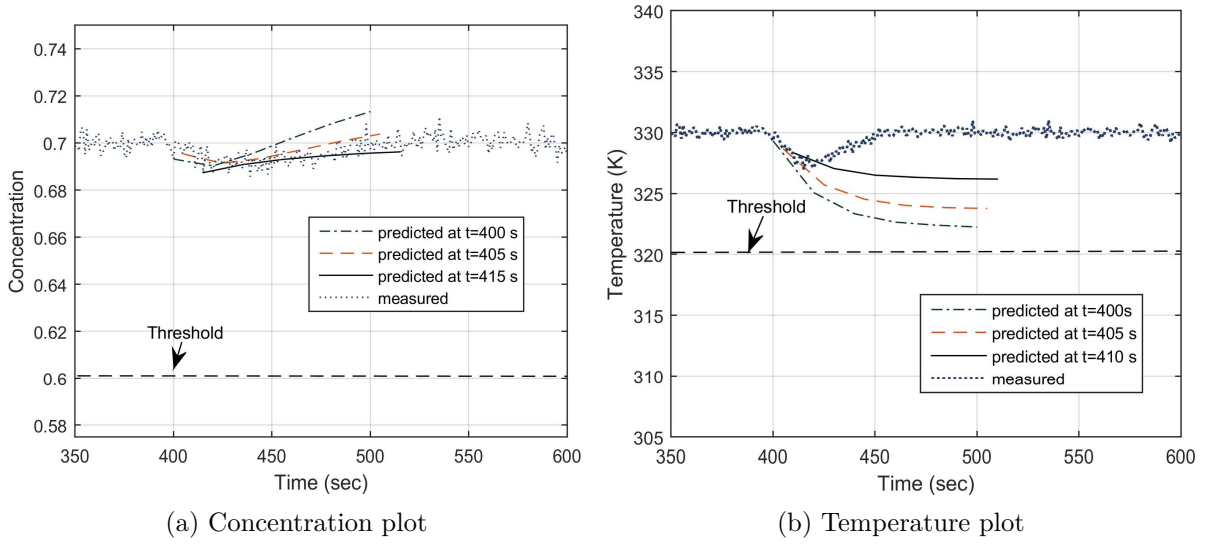 0.74
0.72
0.7
0.68
0.66
0.64
0.62
0.6
0.58
Concentration
350
400
450
500
550
600
Time (sec)
Threshold
predicted at t=400 s
predicted at t=405 s
predicted at t=415 s
measured
(a) Concentration plot
340
335
330
325
320
315
310
305
Temperature (K)
350
400
450
500
550
600
Time (sec)
Threshold
predicted at t=400s
predicted at t=405 s
predicted at t=410 s
measured
(b) Temperature plot